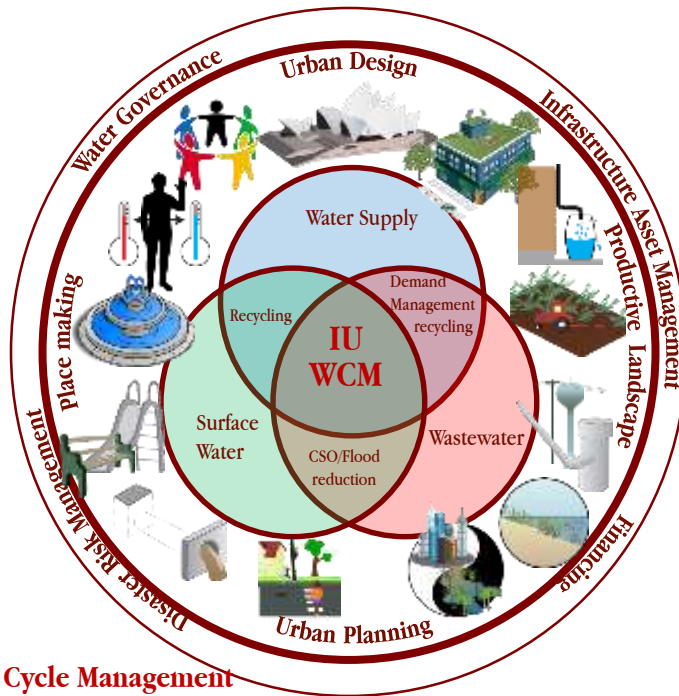 Urban Design
Water Governance
Infrastructure Asset Management
Water Supply
Productive Landscape
Place making
Recycling
Demand
Management
recycling
IU
WCM
Surface
Water
Wastewater
CSO/Flood
reduction
Disaster Risk Management
Financing
Urban Planning
Cycle Management